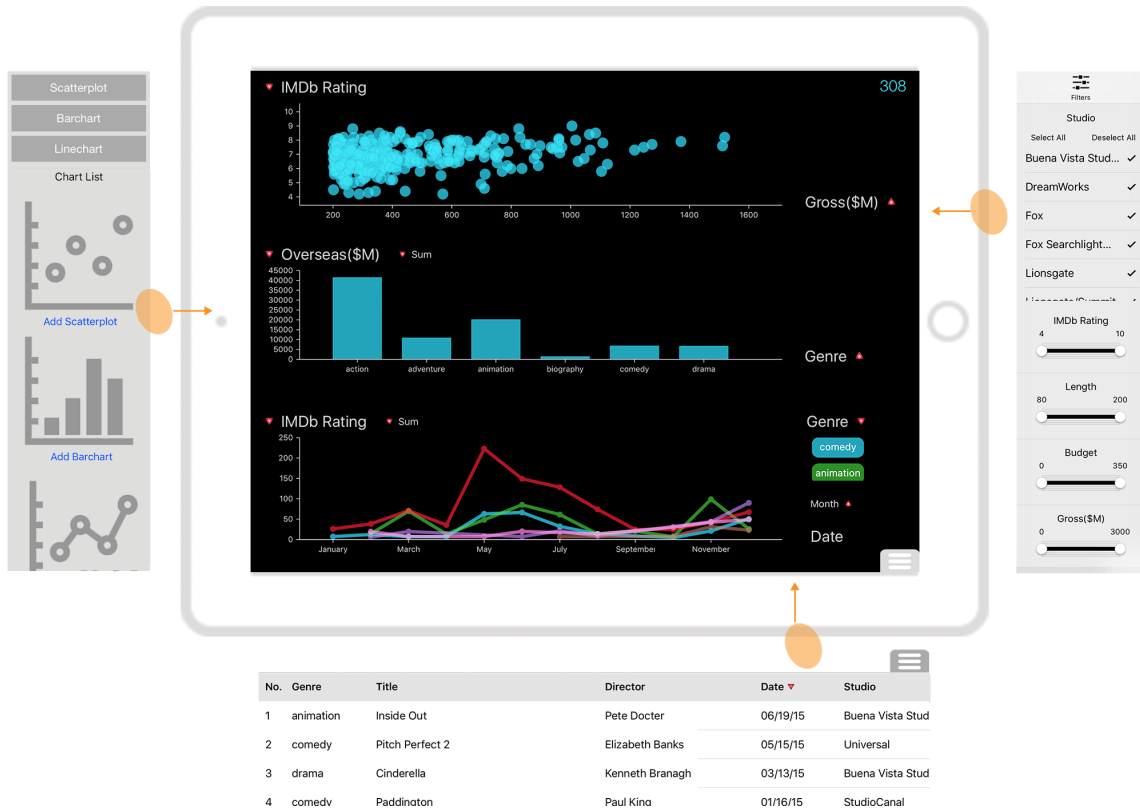 Scatterplot
Barchart
Linechart
Chart List
Add Scatterplot
Add Barchart
IMDb Rating
308
10
9
8
7
6
5
4
200 400 600 800 1000 1200 1400 1600
Gross($M)
Overseas($M) Sum
45000
40000
35000
30000
25000
20000
15000
10000
5000
0
action adventure animation biography comedy drama
Genre
IMDb Rating Sum
250
200
150
100
50
0
January March May July September November
Genre
comedy
animation
Month
Date
Filters
Studio
Select All Deselect All
Buena Vista Stud...
DreamWorks
Fox
Fox Searchlight...
Lionsgate
Lionsgate/Summit
IMDb Rating
4 10
Length
80 200
Budget
0 350
Gross($M)
0 3000
No. Genre Title Director Date Studio
1 animation Inside Out Pete Docter 06/19/15 Buena Vista Stud
2 comedy Pitch Perfect 2 Elizabeth Banks 05/15/15 Universal
3 drama Cinderella Kenneth Branagh 03/13/15 Buena Vista Stud
4 comedy Paddington Paul King 01/16/15 StudioCanal